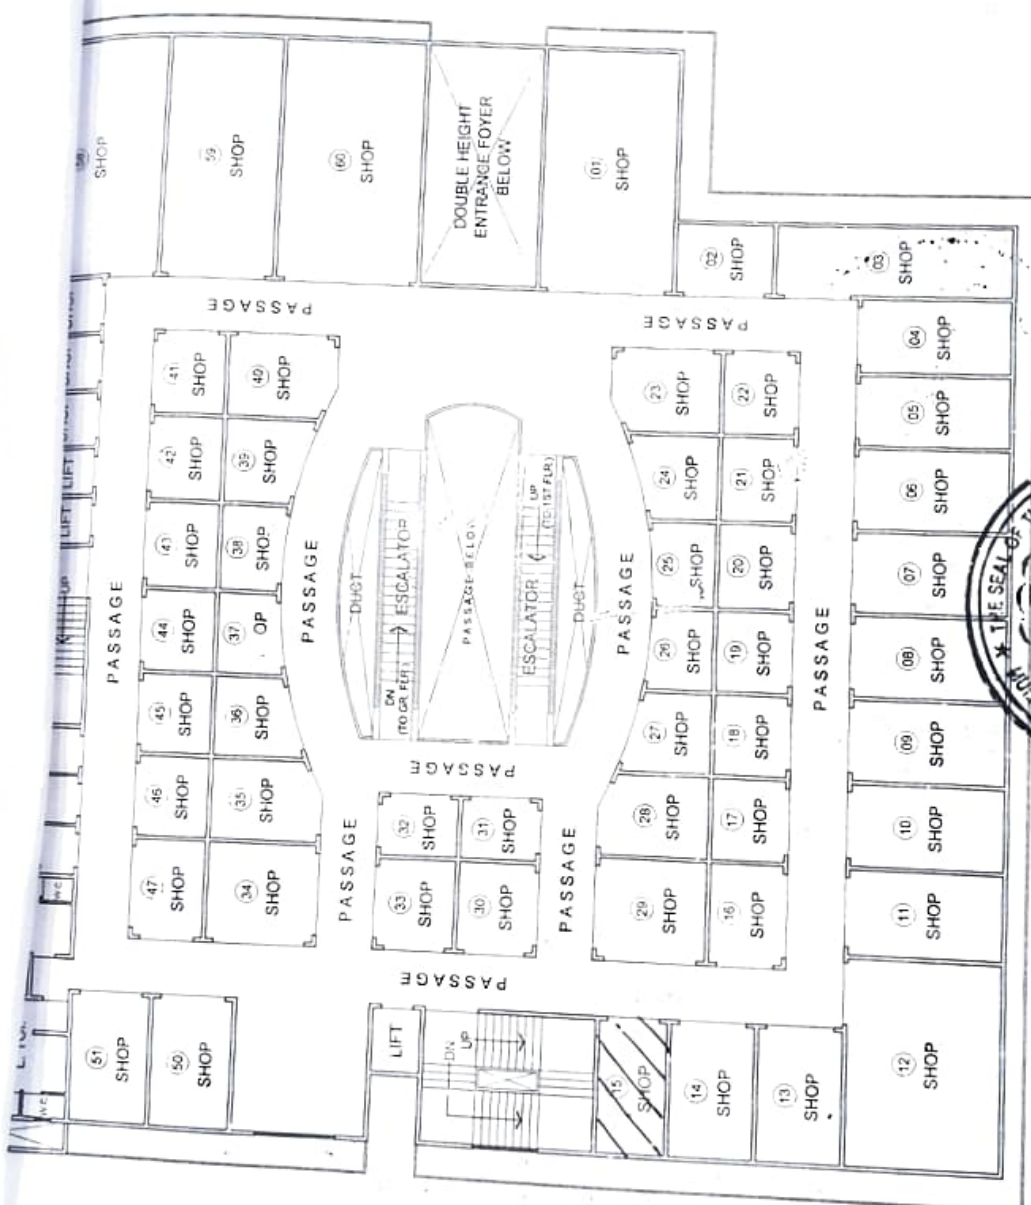 58
SHOP
59
SHOP
60
SHOP
DOUBLE HEIGHT
ENTRANCE FOYER
BELOW
01
SHOP
02
SHOP
03
SHOP
PASSAGE
PASSAGE
41
SHOP
40
SHOP
23
SHOP
22
SHOP
04
SHOP
42
SHOP
39
SHOP
24
SHOP
21
SHOP
05
SHOP
LIFT
LIFT
43
SHOP
38
SHOP
25
SHOP
20
SHOP
06
SHOP
UP
PASSAGE
44
SHOP
37
OP
PASSAGE
DUCT
ESCALATOR
DN
(TO GR. FLR.)
PASSAGE BELOW
UP
(TO 1ST FLR.)
ESCALATOR
DUCT
PASSAGE
26
SHOP
19
SHOP
PASSAGE
07
SHOP
THE SEAL OF
08
SHOP
45
SHOP
36
SHOP
27
SHOP
18
SHOP
09
SHOP
PASSAGE
46
SHOP
35
SHOP
32
SHOP
31
SHOP
28
SHOP
17
SHOP
10
SHOP
47
SHOP
34
SHOP
PASSAGE
33
SHOP
30
SHOP
PASSAGE
29
SHOP
16
SHOP
11
SHOP
PASSAGE
51
SHOP
50
SHOP
LIFT
DN
UP
15
SHOP
14
SHOP
13
SHOP
12
SHOP